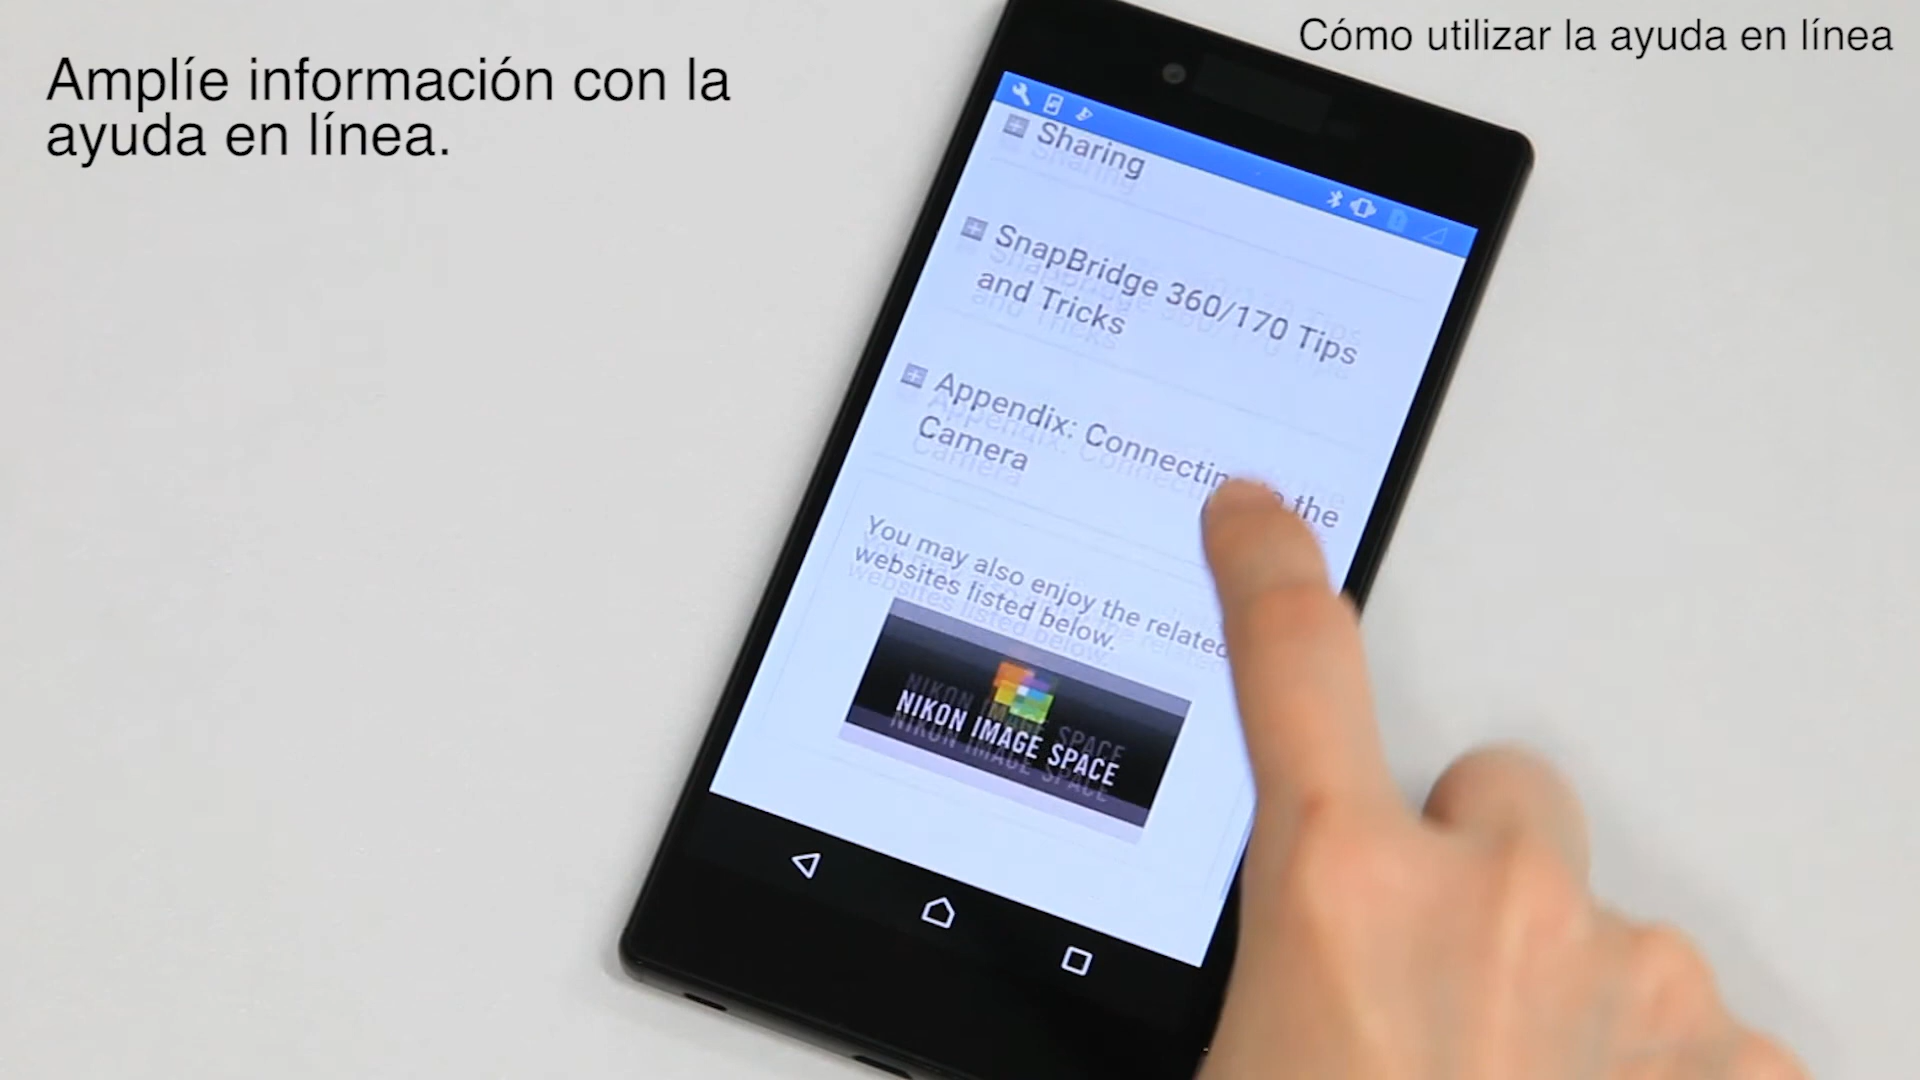 Cómo utilizar la ayuda en línea
Amplíe información con la
ayuda en línea.
Sharing
SnapBridge 360/170 Tips
and Tricks
Appendix: Connecting to the
Camera
You may also enjoy the related
websites listed below.
NIKON IMAGE SPACE